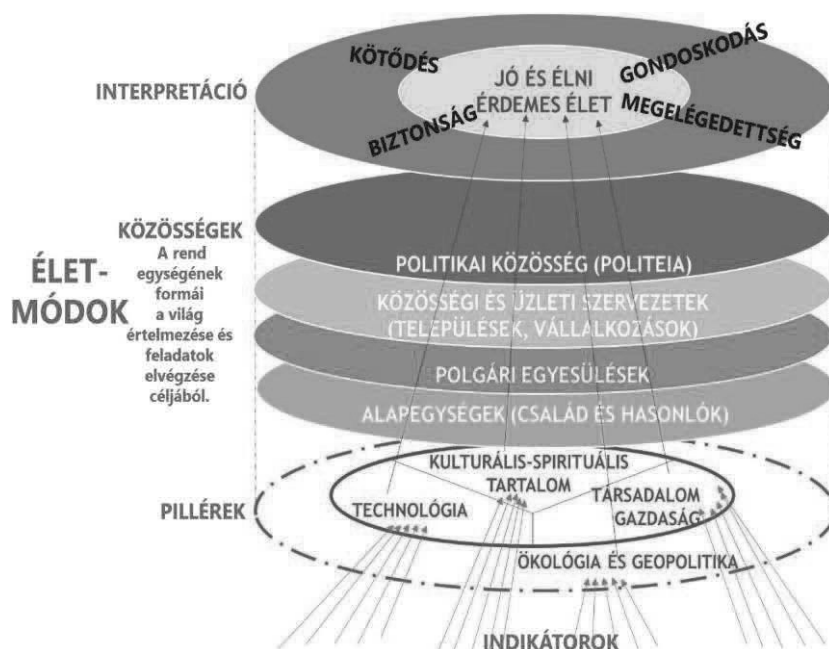 KÖTŐDÉS
GONDOSKODÁS
INTERPRETÁCIÓ
JÓ ÉS ÉLNI
ÉRDEMES ÉLET
BIZTONSÁG
MEGELÉGEDETTSÉG
ÉLET-
MÓDOK
KÖZÖSSÉGEK
A rend
egységének
formái
a világ
értelmezése és
feladatok
elvégzése
céljából.
POLITIKAI KÖZÖSSÉG (POLITEIA)
KÖZÖSSÉGI ÉS ÜZLETI SZERVEZETEK
(TELEPÜLÉSEK, VÁLLALKOZÁSOK)
POLGÁRI EGYESÜLÉSEK
ALAPEGYSÉGEK (CSALÁD ÉS HASONLÓK)
PILLÉREK
KULTURÁLIS-SPIRITUÁLIS
TARTALOM
TECHNOLÓGIA
TÁRSADALOM
GAZDASÁG
ÖKOLÓGIA ÉS GEOPOLITIKA
INDIKÁTOROK